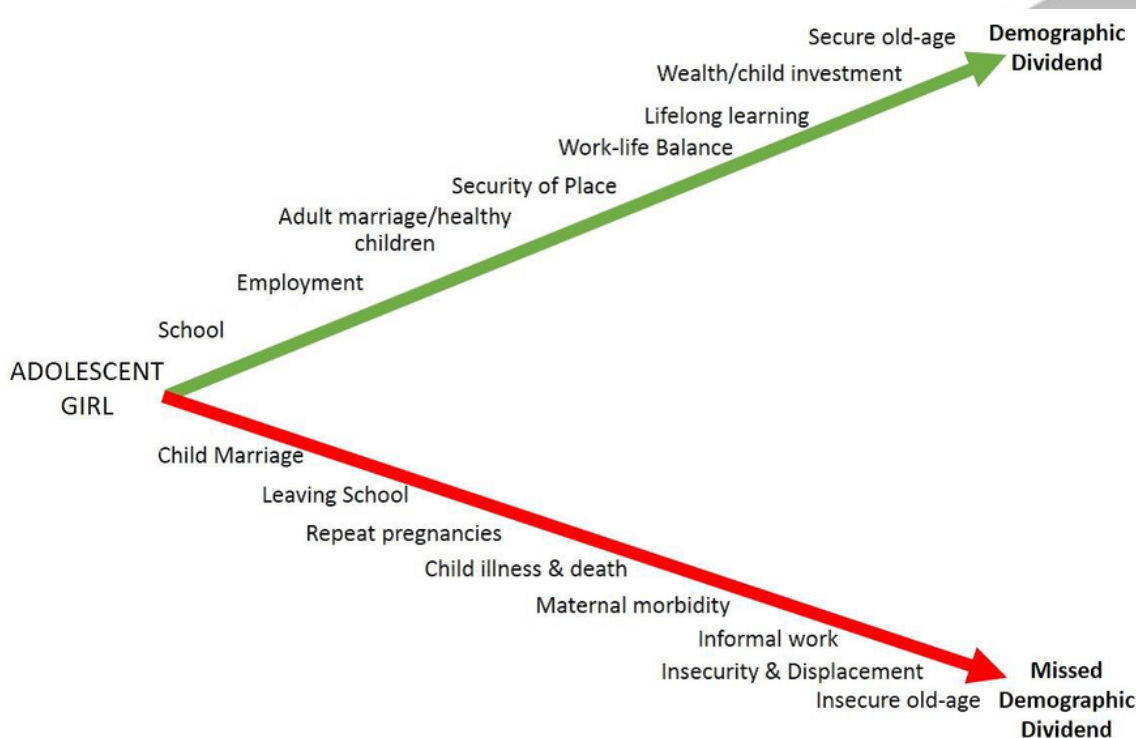 Secure old-age
Demographic
Dividend
Wealth/child investment
Lifelong learning
Work-life Balance
Security of Place
Adult marriage/healthy
children
Employment
School
ADOLESCENT
GIRL
Child Marriage
Leaving School
Repeat pregnancies
Child illness & death
Maternal morbidity
Informal work
Insecurity & Displacement
Insecure old-age
Missed
Demographic
Dividend